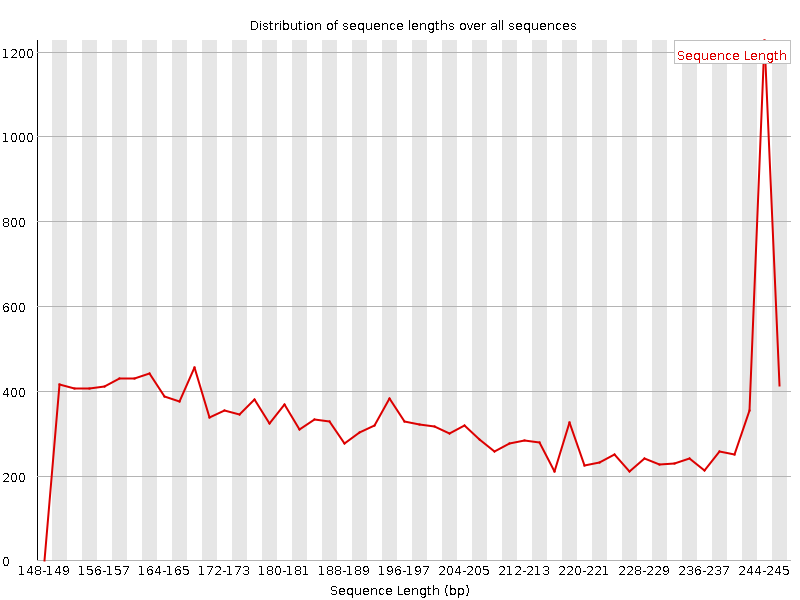 Distribution of sequence lengths over all sequences
Sequence Length
1200
1000
800
600
400
200
0
148-149 156-157 164-165 172-173 180-181 188-189 196-197 204-205 212-213 220-221 228-229 236-237 244-245
Sequence Length (bp)